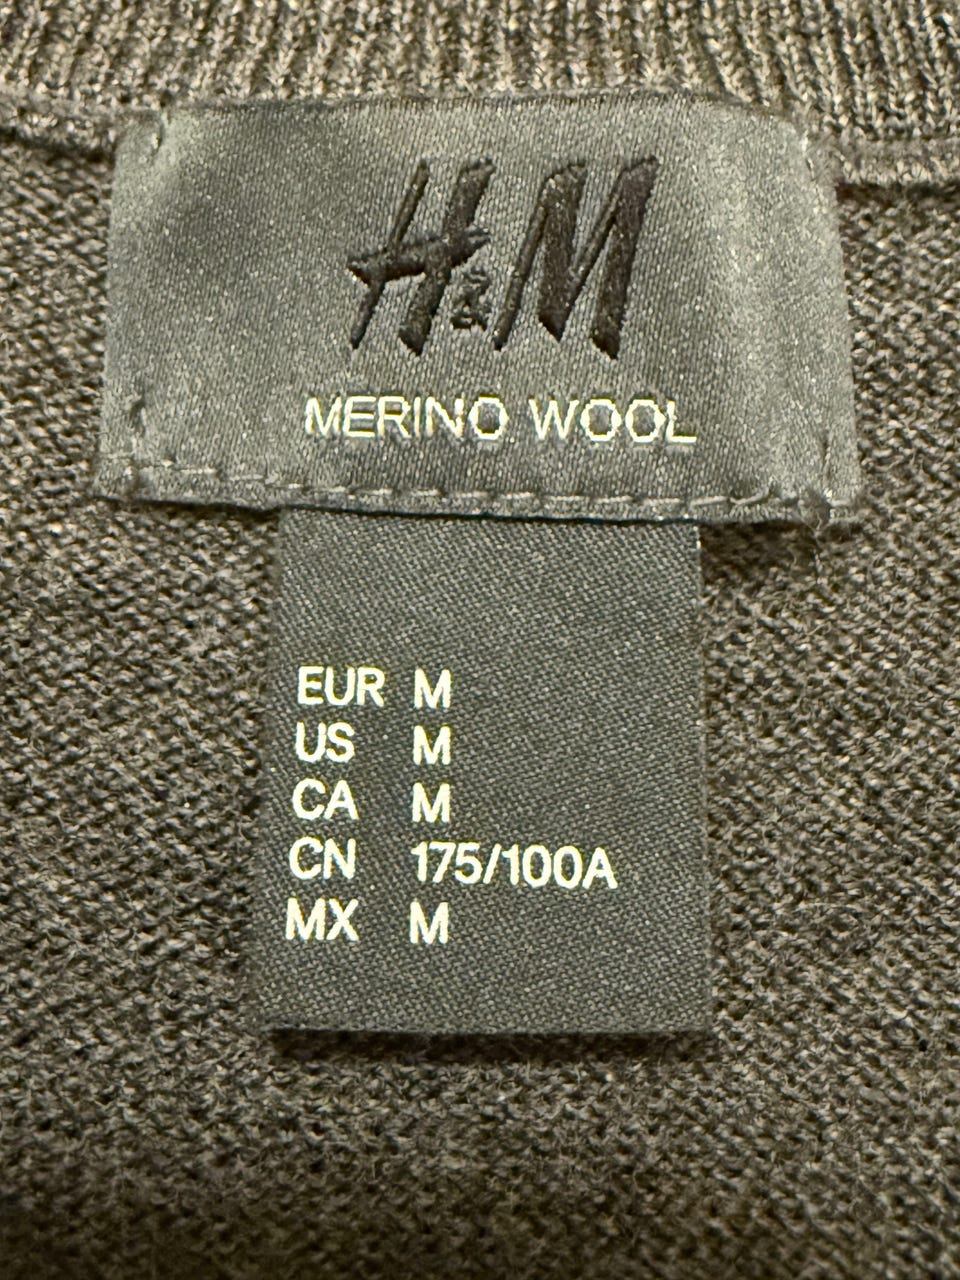 H&M
MERINO WOOL
EUR M
US M
CA M
CN 175/100A
MX M